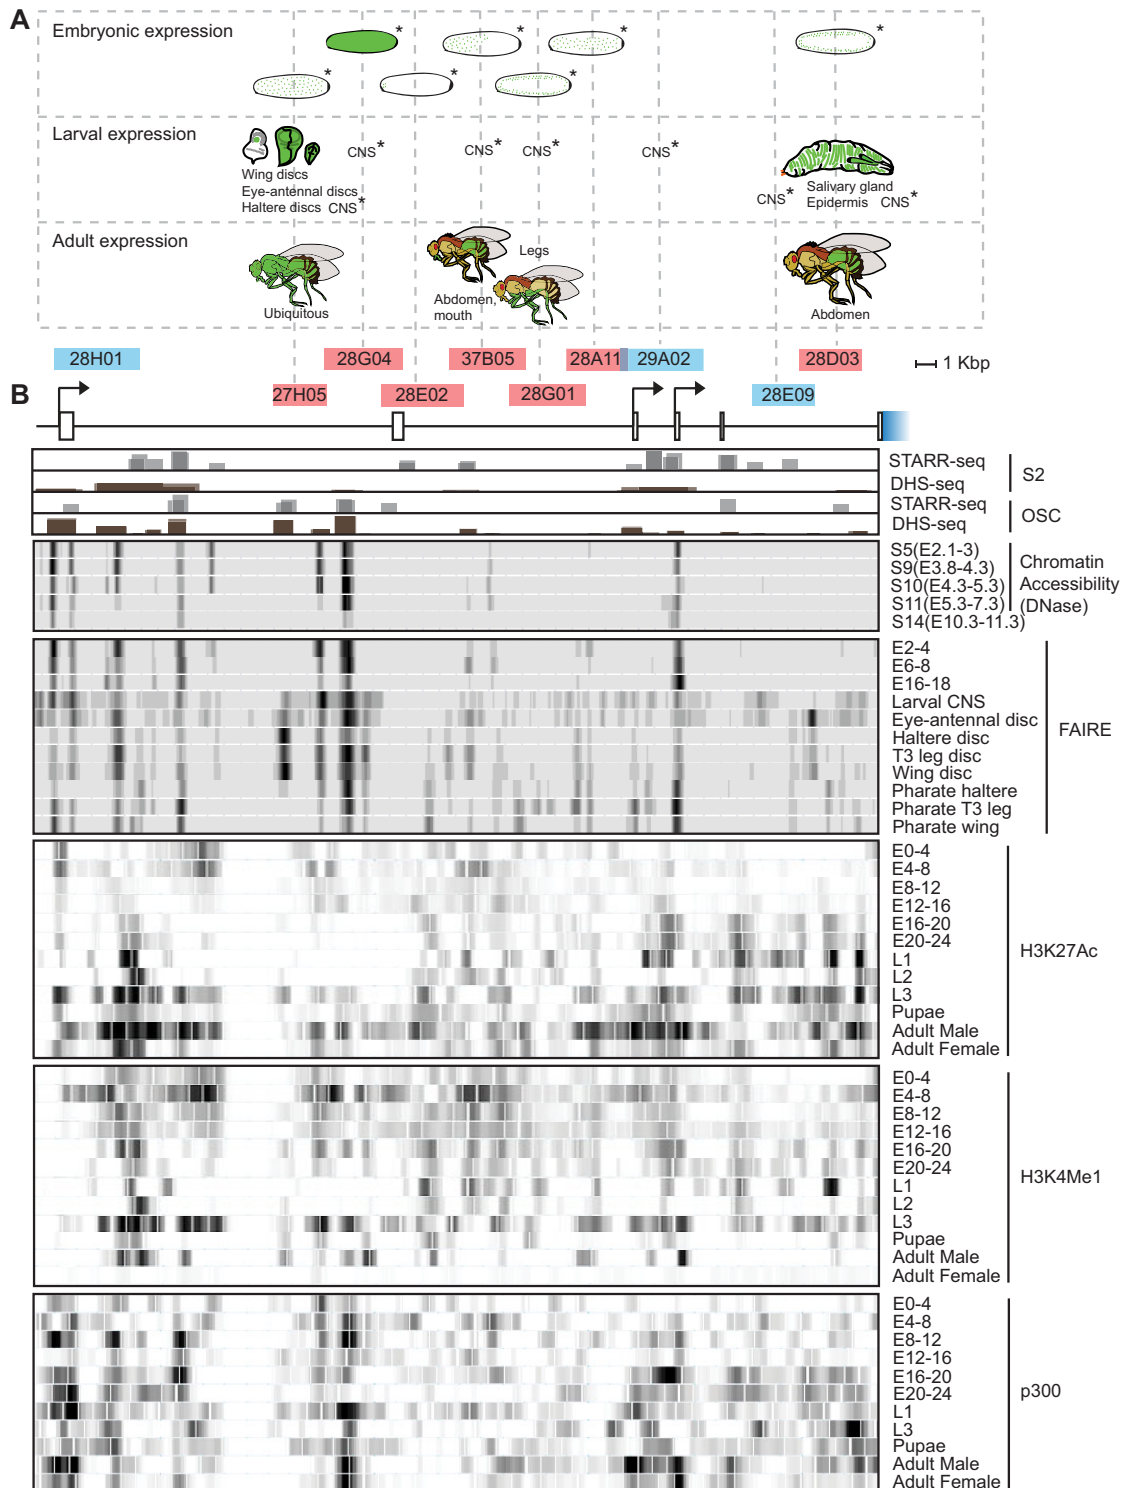 A
Embryonic expression
* * * *
* * *
Larval expression
CNS* CNS* CNS* CNS*
Wing discs
Eye-antennal discs
Haltere discs CNS*
Salivary gland
Epidermis
CNS* CNS*
Adult expression
Ubiquitous
Legs
Abdomen,
mouth
Abdomen
28H01 28G04 37B05 28A11 29A02 28D03 1 Kbp
27H05 28E02 28G01 28E09
B
STARR-seq
DHS-seq
S2
STARR-seq
DHS-seq
OSC
S5(E2.1-3)
S9(E3.8-4.3)
S10(E4.3-5.3)
S11(E5.3-7.3)
S14(E10.3-11.3)
Chromatin
Accessibility
(DNase)
E2-4
E6-8
E16-18
Larval CNS
Eye-antennal disc
Haltere disc
T3 leg disc
Wing disc
Pharate haltere
Pharate T3 leg
Pharate wing
FAIRE
E0-4
E4-8
E8-12
E12-16
E16-20
E20-24
L1
L2
L3
Pupae
Adult Male
Adult Female
H3K27Ac
E0-4
E4-8
E8-12
E12-16
E16-20
E20-24
L1
L2
L3
Pupae
Adult Male
Adult Female
H3K4Me1
E0-4
E4-8
E8-12
E12-16
E16-20
E20-24
L1
L3
Pupae
Adult Male
Adult Female
p300